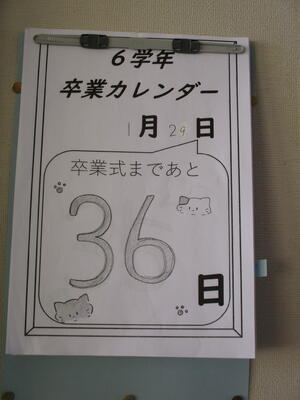 6学年
卒業カレンダー
1月29日
卒業式まであと
36
日